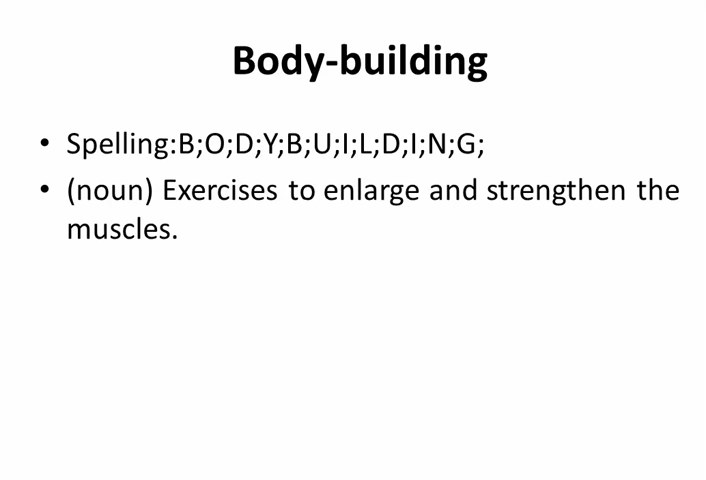 Body-building
• Spelling:B;O;D;Y;B;U;I;L;D;I;N;G;
• (noun) Exercises to enlarge and strengthen the
muscles.